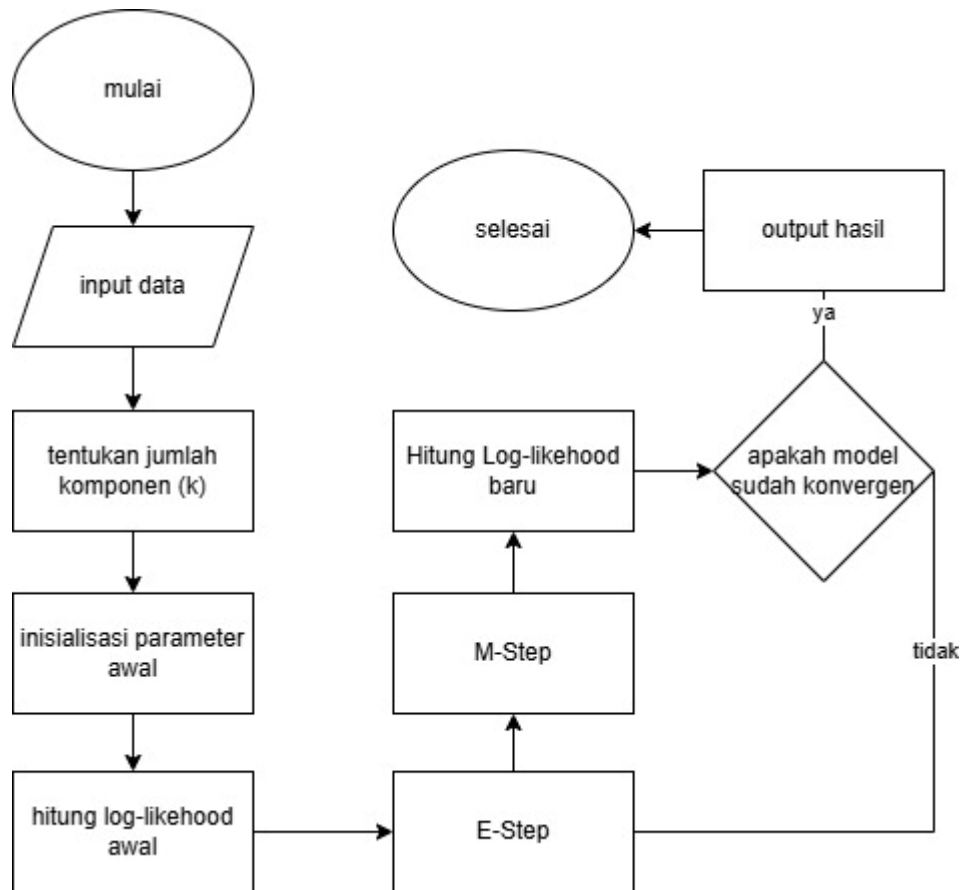 mulai
input data
tentukan jumlah
komponen (k)
inisialisasi parameter
awal
hitung log-likehood
awal
E-Step
M-Step
Hitung Log-likehood
baru
apakah model
sudah konvergen
tidak
ya
output hasil
selesai